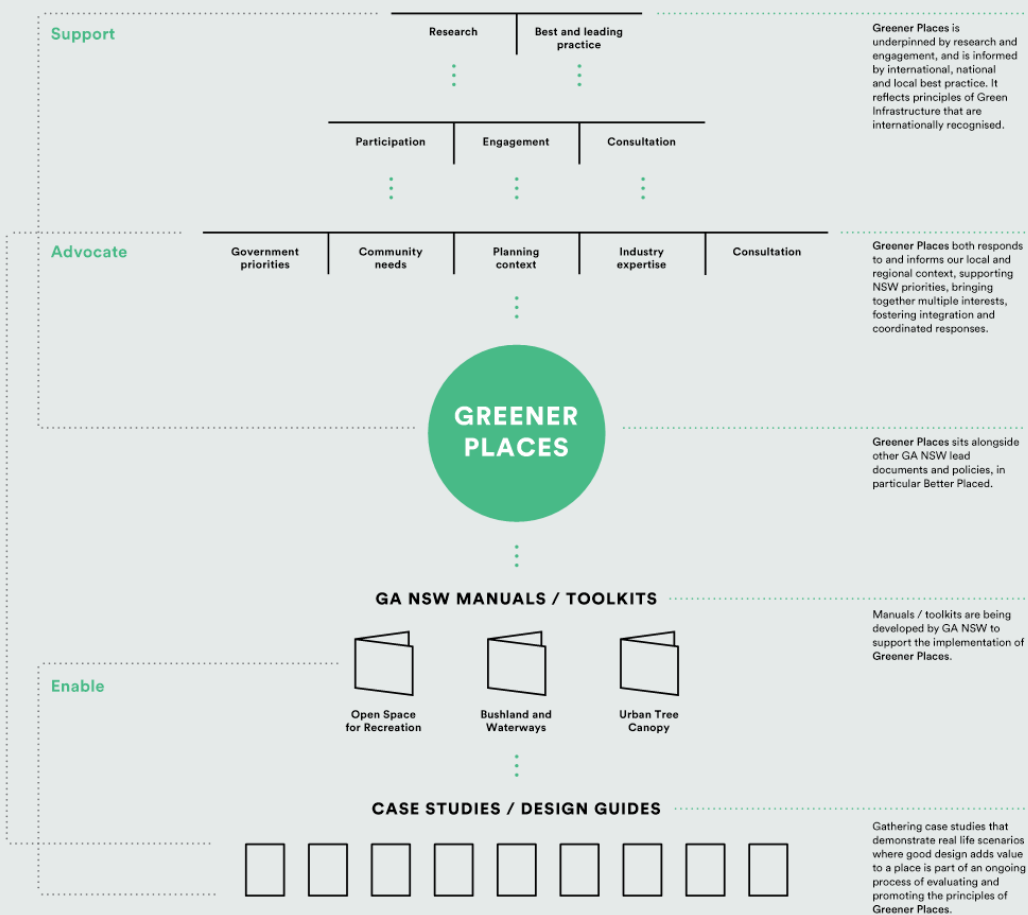 Support
Research
Best and leading
practice
Greener Places is
underpinned by research and
engagement, and is informed
by international, national
and local best practice. It
reflects principles of Green
Infrastructure that are
internationally recognised.
Participation
Engagement
Consultation
Advocate
Government
priorities
Community
needs
Planning
context
Industry
expertise
Consultation
Greener Places both responds
to and informs our local and
regional context, supporting
NSW priorities, bringing
together multiple interests,
fostering integration and
coordinated responses.
GREENER
PLACES
Greener Places sits alongside
other GA NSW lead
documents and policies, in
particular Better Placed.
GA NSW MANUALS / TOOLKITS
Manuals / toolkits are being
developed by GA NSW to
support the implementation of
Greener Places.
Enable
Open Space
for Recreation
Bushland and
Waterways
Urban Tree
Canopy
CASE STUDIES / DESIGN GUIDES
Gathering case studies that
demonstrate real life scenarios
where good design adds value
to a place is part of an ongoing
process of evaluating and
promoting the principles of
Greener Places.